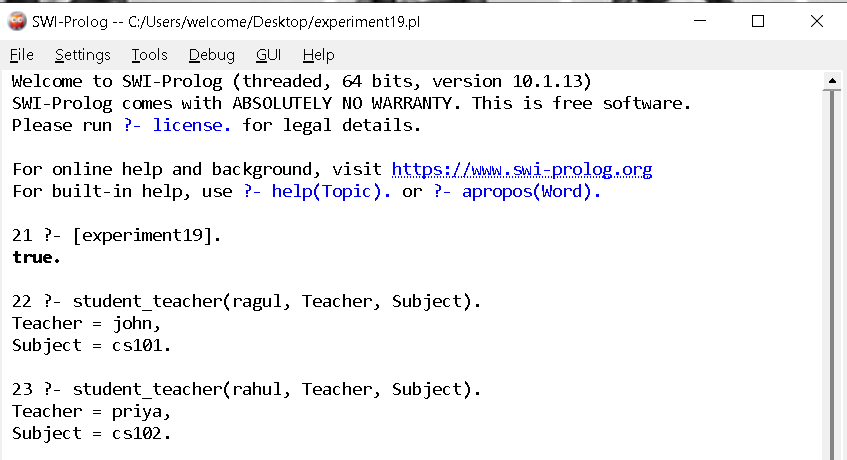 SWI-Prolog -- C:/Users/welcome/Desktop/experiment19.pl
File Settings Tools Debug GUI Help
Welcome to SWI-Prolog (threaded, 64 bits, version 10.1.13)
SWI-Prolog comes with ABSOLUTELY NO WARRANTY. This is free software.
Please run ?- license. for legal details.
For online help and background, visit https://www.swi-prolog.org
For built-in help, use ?- help(Topic). or ?- apropos(Word).
21 ?- [experiment19].
true.
22 ?- student_teacher(ragul, Teacher, Subject).
Teacher = john,
Subject = cs101.
23 ?- student_teacher(rahul, Teacher, Subject).
Teacher = priya,
Subject = cs102.